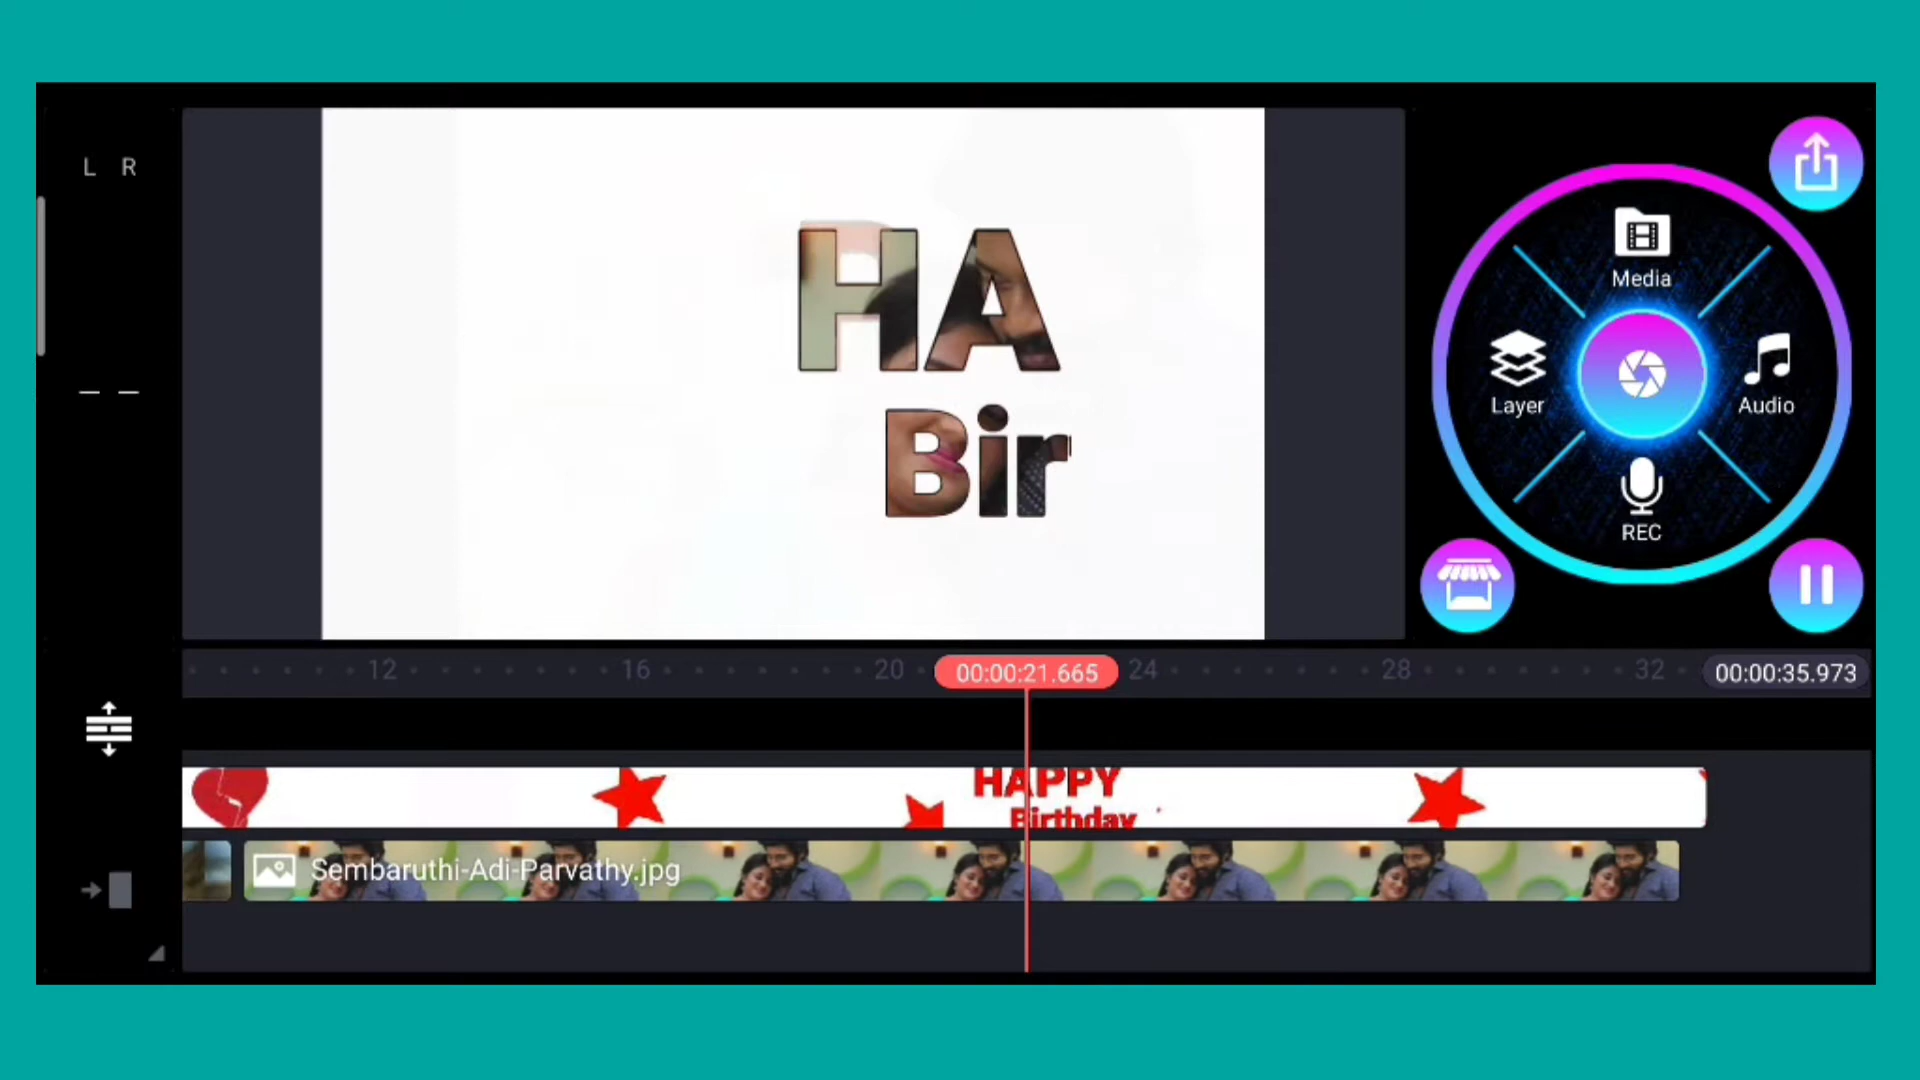 L R
HA
Bir
Media
Layer
Audio
REC
12
16
20
00:00:21.665
24
28
32
00:00:35.973
HAPPY
Birthday
Sembaruthi-Adi-Parvathy.jpg